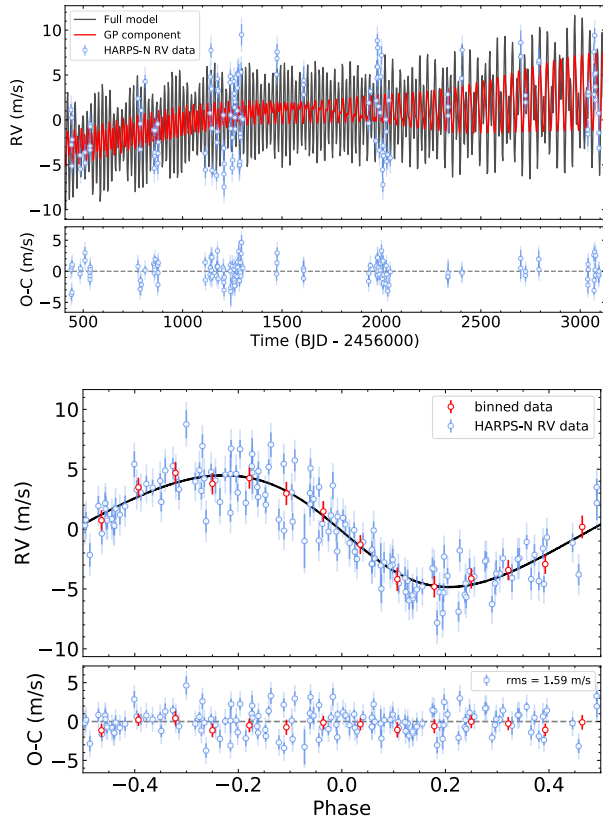 Full model
GP component
HARPS-N RV data
10
5
0
−5
−10
RV (m/s)
5
0
−5
O-C (m/s)
500 1000 1500 2000 2500 3000
Time (BJD - 2456000)
binned data
HARPS-N RV data
10
5
0
−5
−10
RV (m/s)
rms = 1.59 m/s
5
0
−5
O-C (m/s)
−0.4 −0.2 0.0 0.2 0.4
Phase